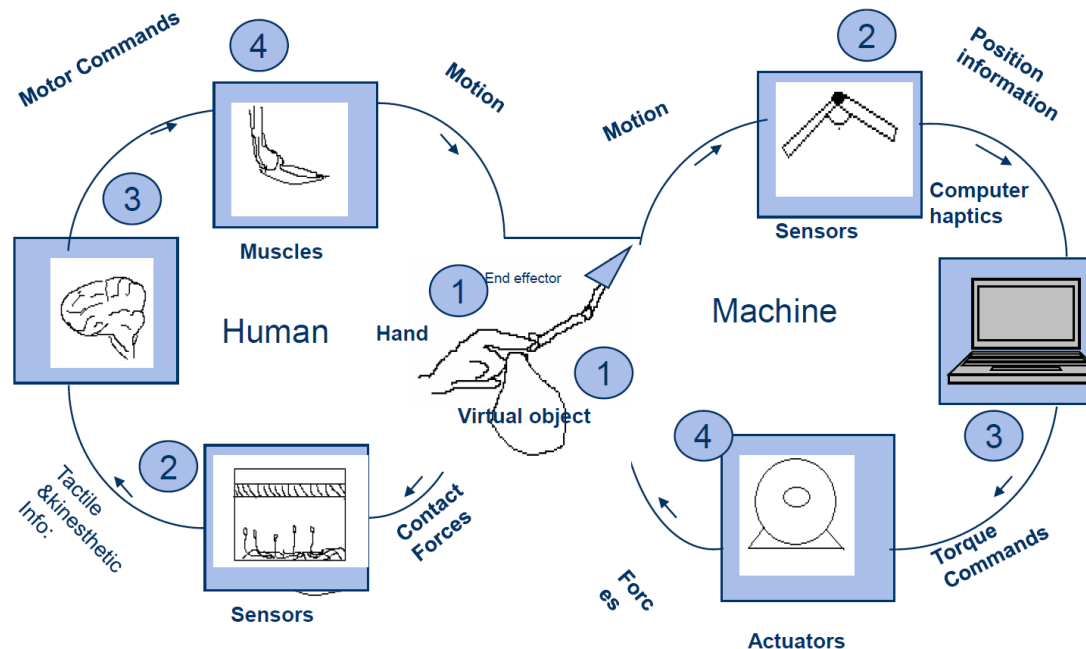 4
2
Motor Commands
Motion
Motion
Position
information
3
Computer
haptics
Sensors
Muscles
1
End effector
Human
Machine
Hand
1
Virtual object
4
3
2
Tactile
&kinesthetic
Info:
Contact
Forces
Torque
Commands
Forc
es
Sensors
Actuators